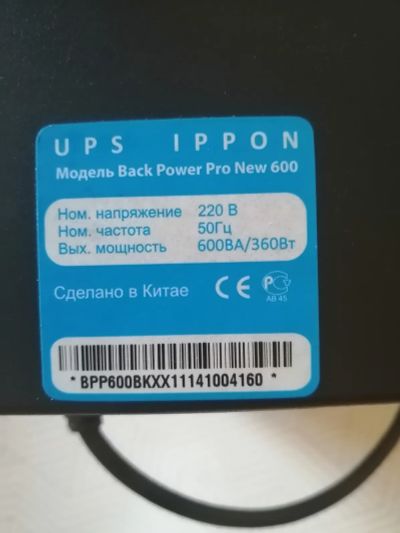 UPS IPPON
Модель Back Power Pro New 600
Ном. напряжение 220 В
Ном. частота 50Гц
Вых. мощность 600ВА/360Вт
Сделано в Китае CE РС
АВ 45
* BPP600BKXX11141004160 *